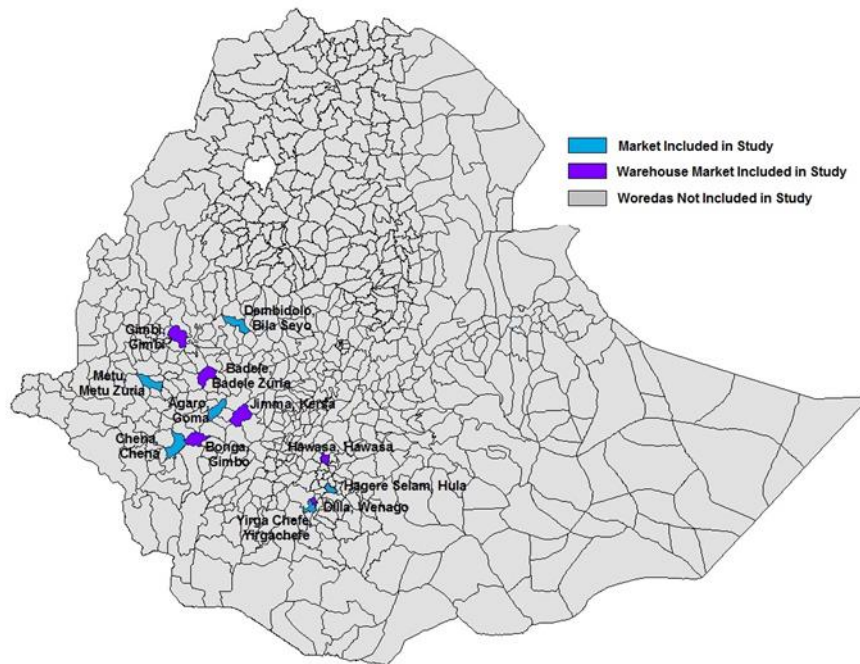 Market Included in Study
Warehouse Market Included in Study
Woredas Not Included in Study
Dembidolo,
Bila Seyo
Gimbi,
Gimbi
Badele,
Badele Zuria
Metu,
Metu Zuria
Agaro,
Goma
Jimma, Kersa
Chena,
Chena
Bonga,
Gimbo
Hawasa, Hawasa
Hagere Selam, Hula
Dilla, Wenago
Yirga Chefe,
Yirgachefe